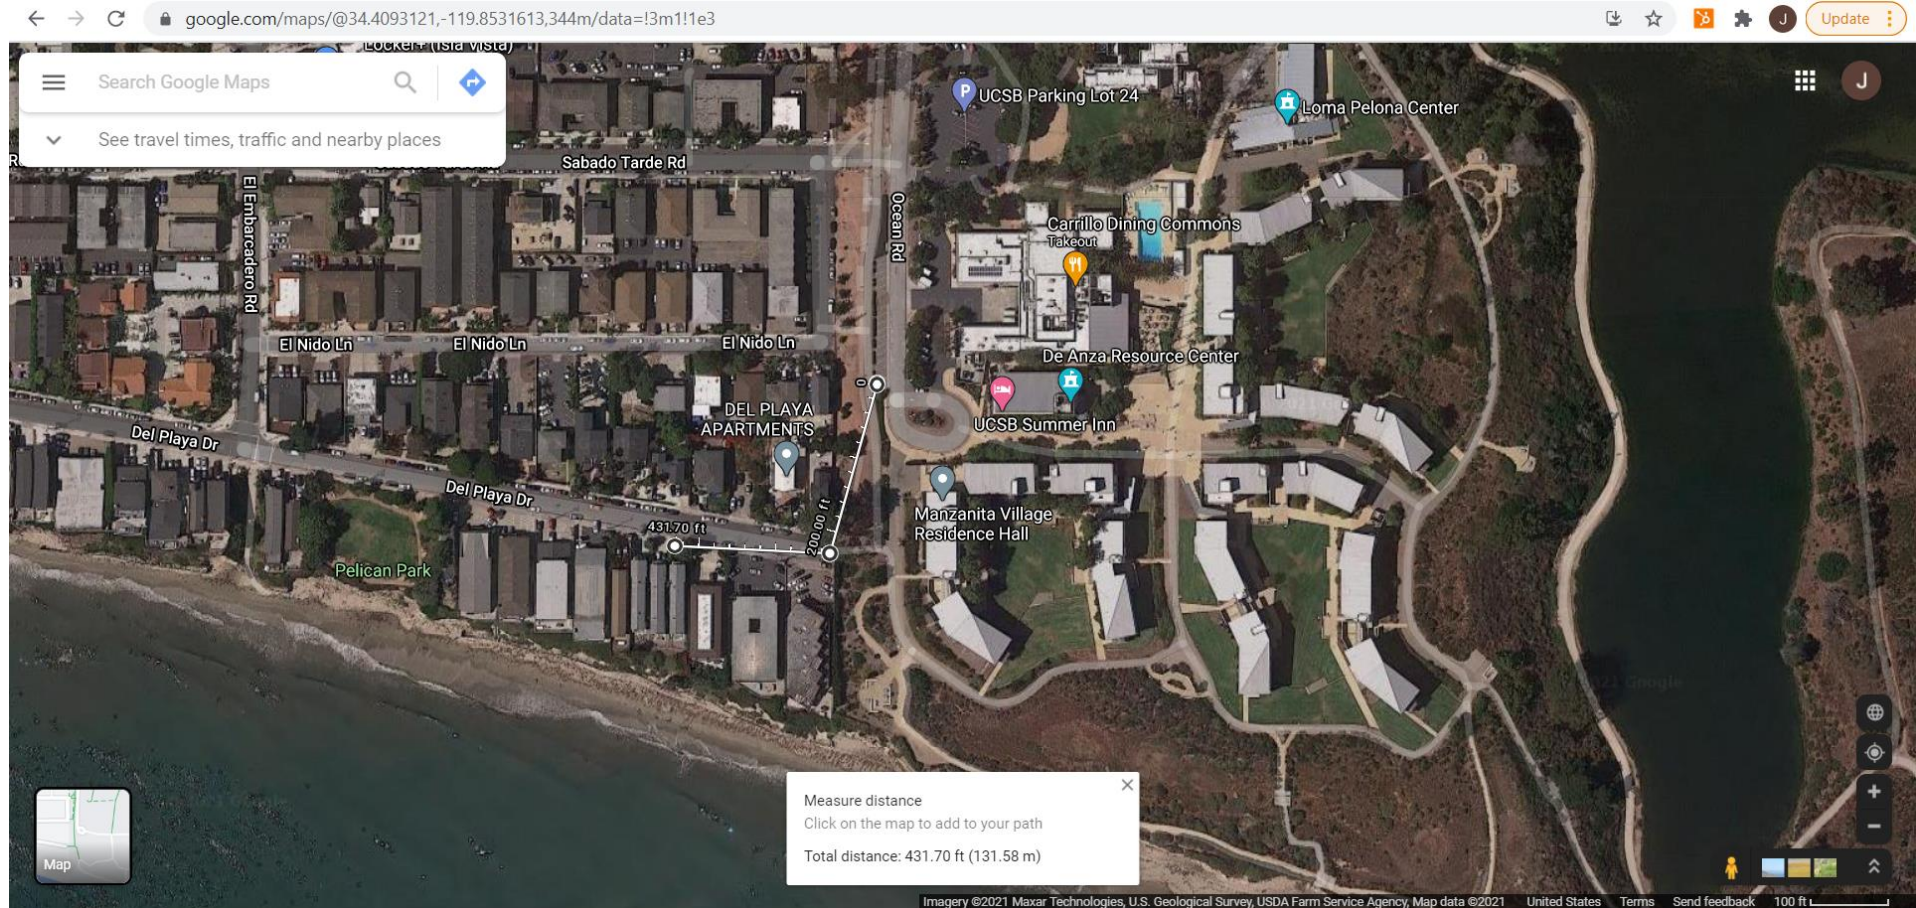 google.com/maps/@34.4093121,-119.8531613,344m/data=!3m1!1e3
J
Update
Locker+ (Isla Vista)
Search Google Maps
See travel times, traffic and nearby places
J
UCSB Parking Lot 24
P
Loma Pelona Center
Sabado Tarde Rd
El Embarcadero Rd
Ocean Rd
Carrillo Dining Commons
Takeout
El Nido Ln
El Nido Ln
El Nido Ln
De Anza Resource Center
0
DEL PLAYA
APARTMENTS
UCSB Summer Inn
Del Playa Dr
Del Playa Dr
431.70 ft
200.00 ft
Manzanita Village
Residence Hall
Pelican Park
Measure distance
Click on the map to add to your path
Total distance: 431.70 ft (131.58 m)
Map
Imagery ©2021 Maxar Technologies, U.S. Geological Survey, USDA Farm Service Agency, Map data ©2021 United States Terms Send feedback 100 ft